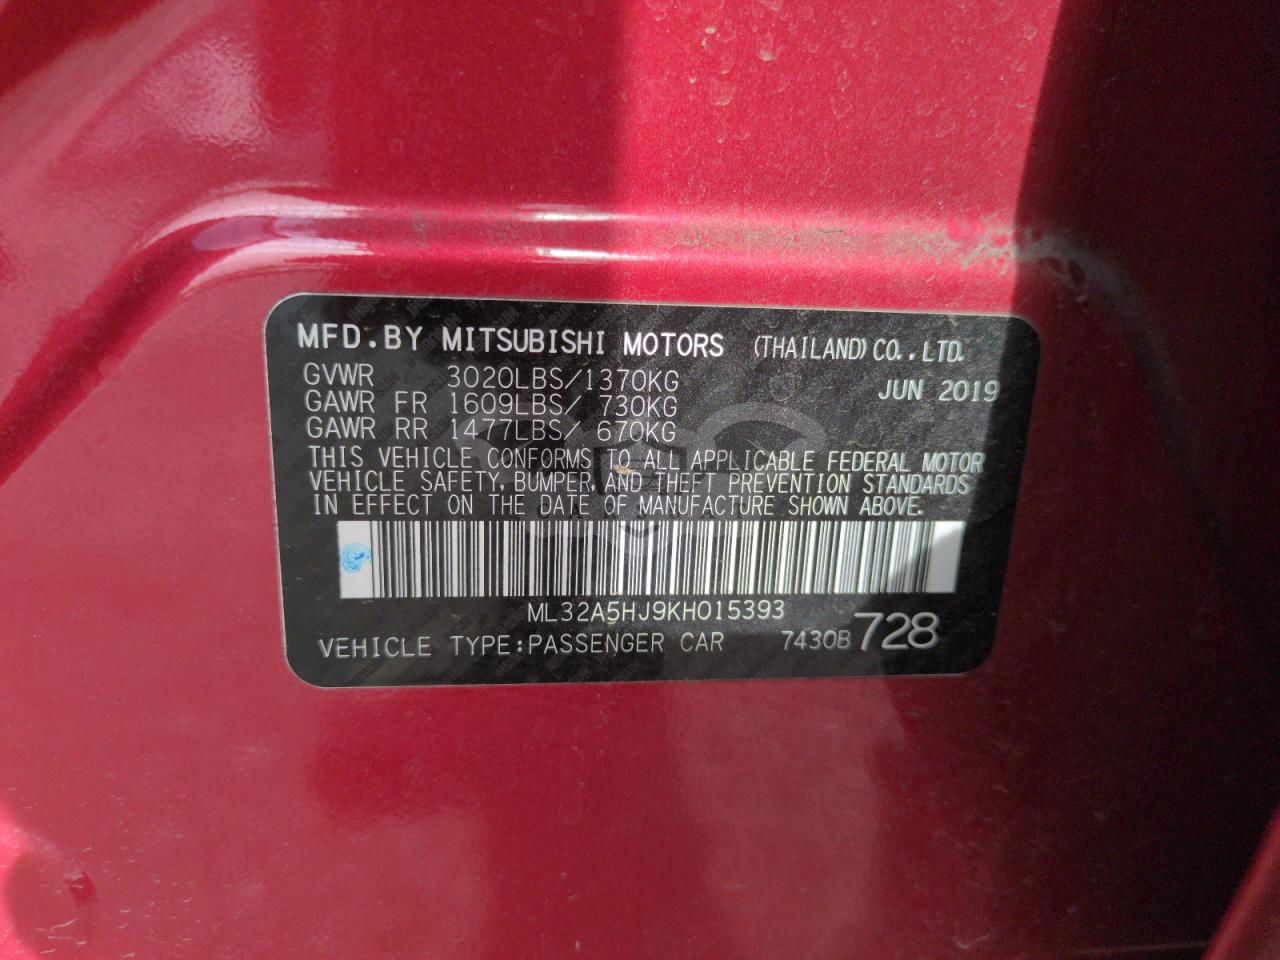 MFD.BY MITSUBISHI MOTORS (THAILAND) CO.,LTD.
GVWR 3020LBS/1370KG JUN 2019
GAWR FR 1609LBS/ 730KG
GAWR RR 1477LBS/ 670KG
THIS VEHICLE CONFORMS TO ALL APPLICABLE FEDERAL MOTOR
VEHICLE SAFETY, BUMPER, AND THEFT PREVENTION STANDARDS
IN EFFECT ON THE DATE OF MANUFACTURE SHOWN ABOVE.
ML32A5HJ9KH015393
VEHICLE TYPE:PASSENGER CAR 7430B 728